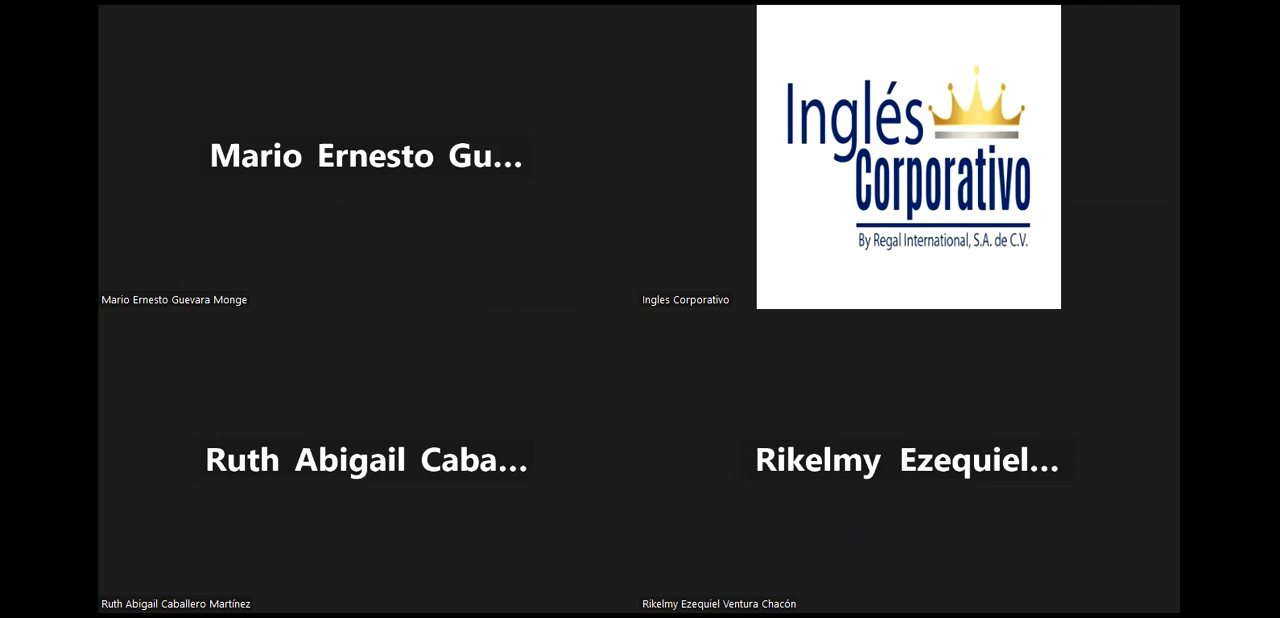 Mario Ernesto Gu...
Mario Ernesto Guevara Monge
Inglés
Corporativo
By Regal International, S.A. de C.V.
Ingles Corporativo
Ruth Abigail Caba...
Ruth Abigail Caballero Martínez
Rikelmy Ezequiel...
Rikelmy Ezequiel Ventura Chacón